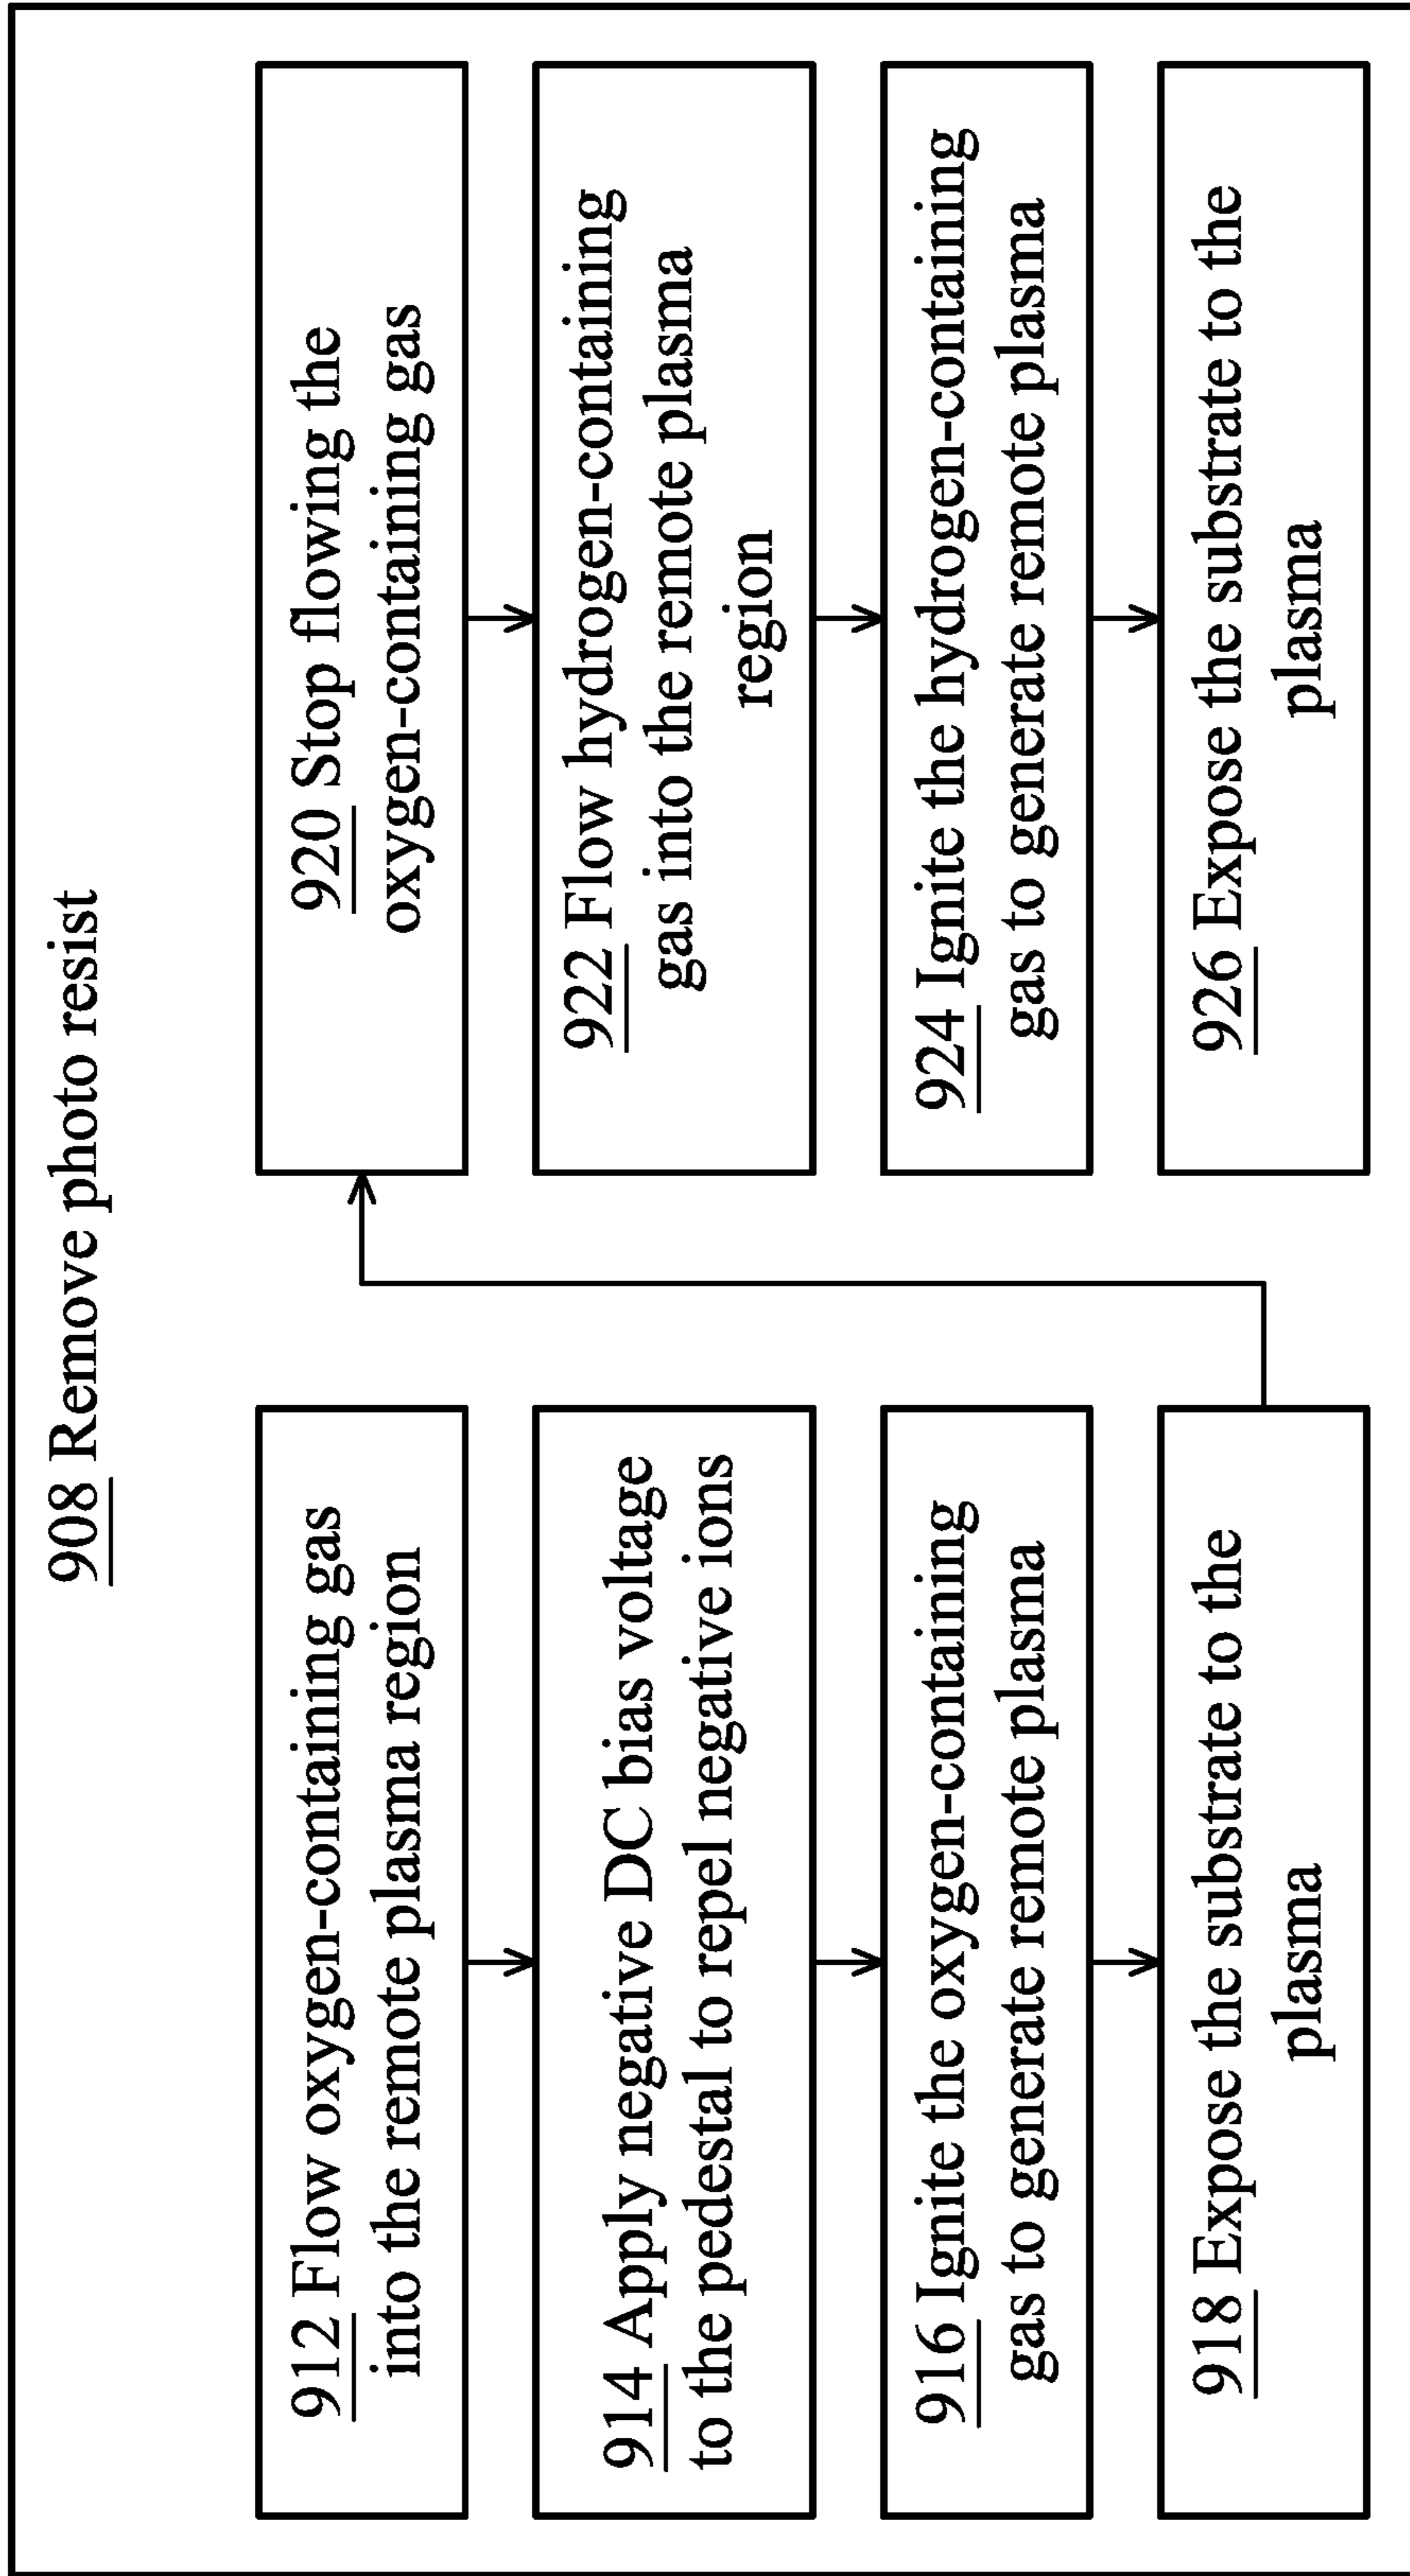 908 Remove photo resist
912 Flow oxygen-containing gas
into the remote plasma region
914 Apply negative DC bias voltage
to the pedestal to repel negative ions
916 Ignite the oxygen-containing
gas to generate remote plasma
918 Expose the substrate to the
plasma
920 Stop flowing the
oxygen-containing gas
922 Flow hydrogen-containing
gas into the remote plasma
region
924 Ignite the hydrogen-containing
gas to generate remote plasma
926 Expose the substrate to the
plasma